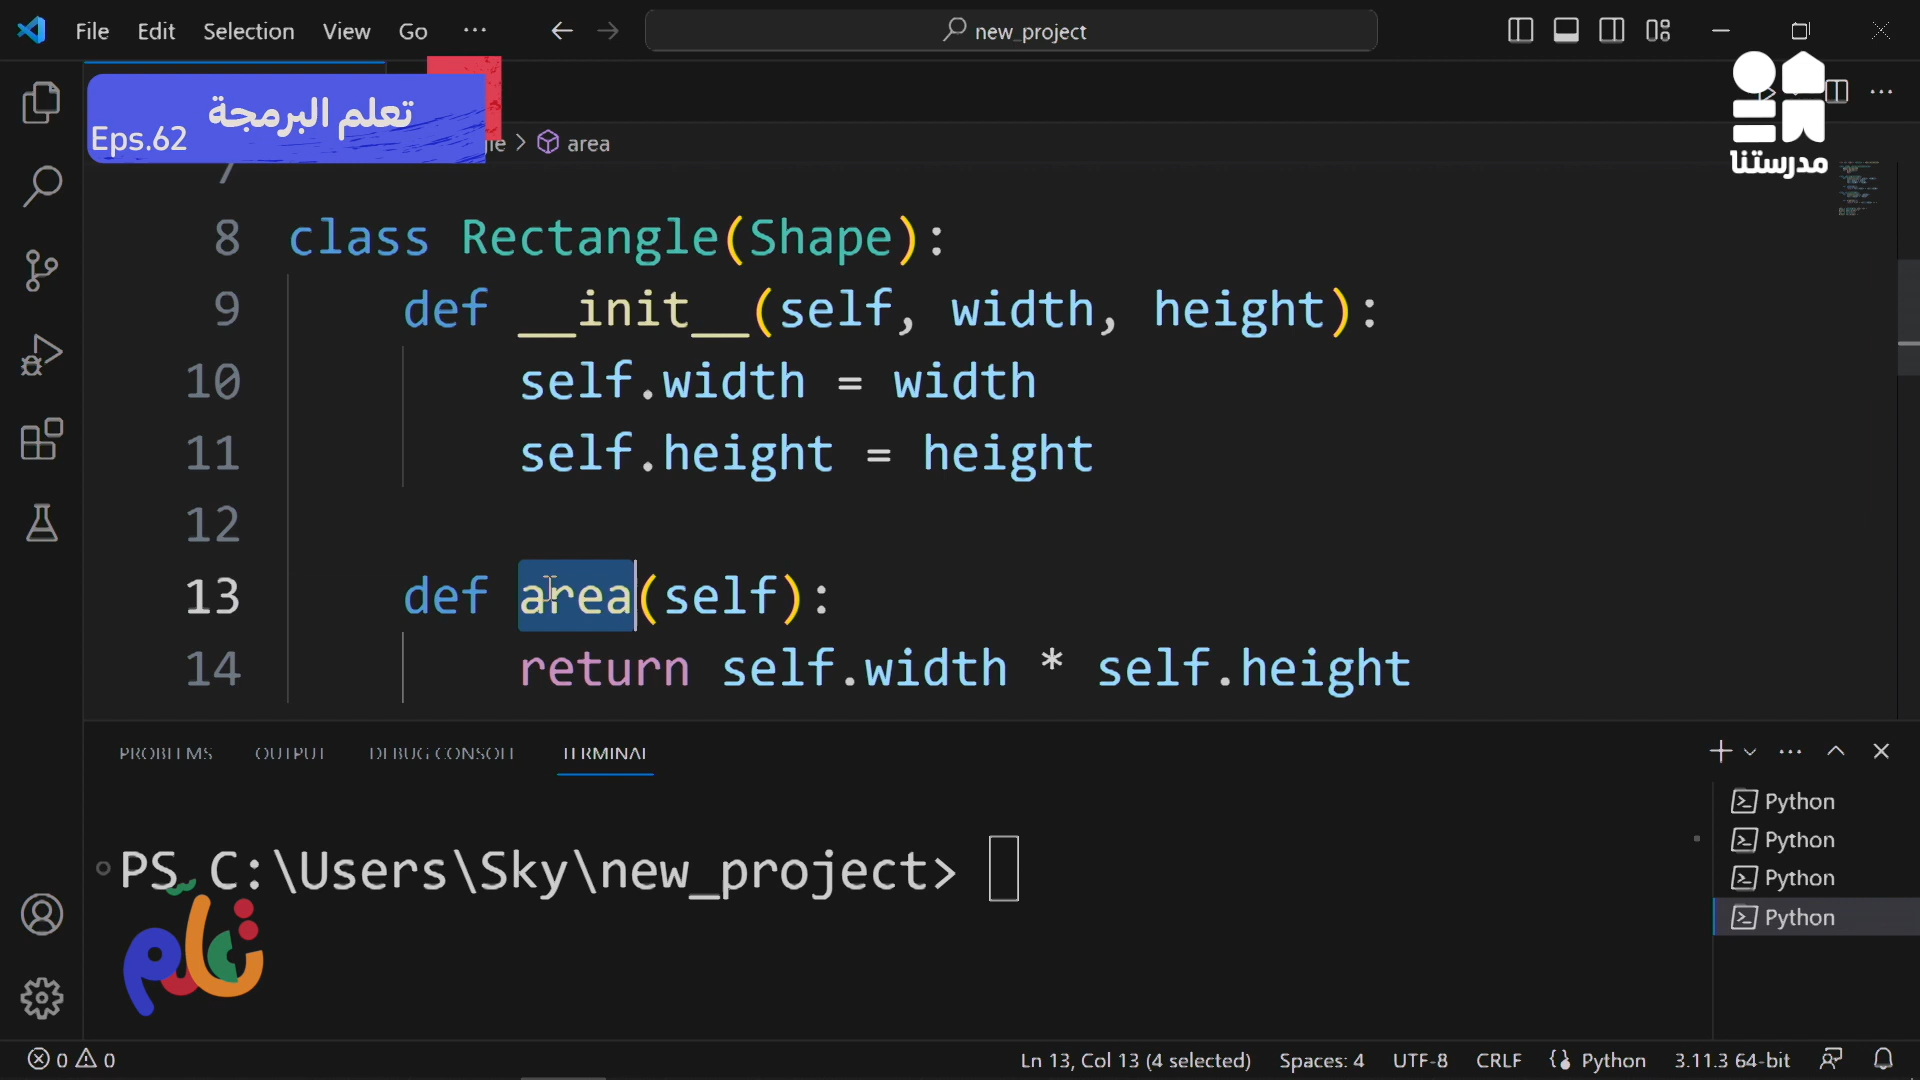 File Edit Selection View Go ... new_project
تعلم البرمجة
Eps.62
area
مدرستنا
7
8 class Rectangle(Shape):
9 def __init__(self, width, height):
10 self.width = width
11 self.height = height
12
13 def area(self):
14 return self.width * self.height
PROBLEMS OUTPUT DEBUG CONSOLE TERMINAL
Python
Python
Python
Python
PS C:\Users\Sky\new_project>
0 0 Ln 13, Col 13 (4 selected) Spaces: 4 UTF-8 CRLF Python 3.11.3 64-bit